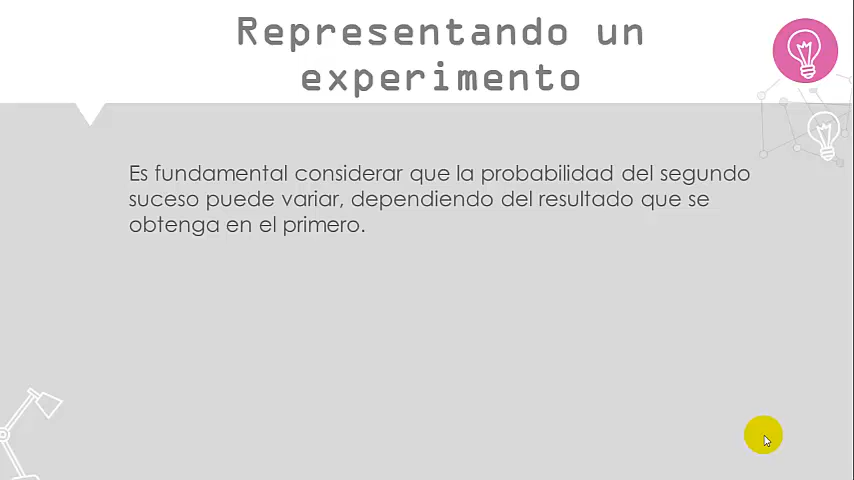 Representando un
experimento
Es fundamental considerar que la probabilidad del segundo
suceso puede variar, dependiendo del resultado que se
obtenga en el primero.